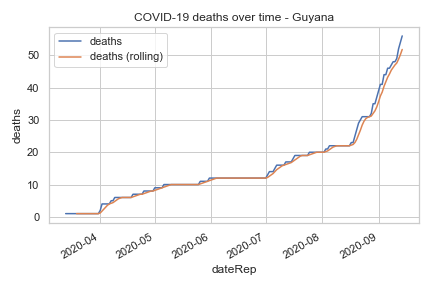 COVID-19 deaths over time - Guyana
deaths
deaths (rolling)
deaths
50
40
30
20
10
0
2020-04
2020-05
2020-06
2020-07
2020-08
2020-09
dateRep